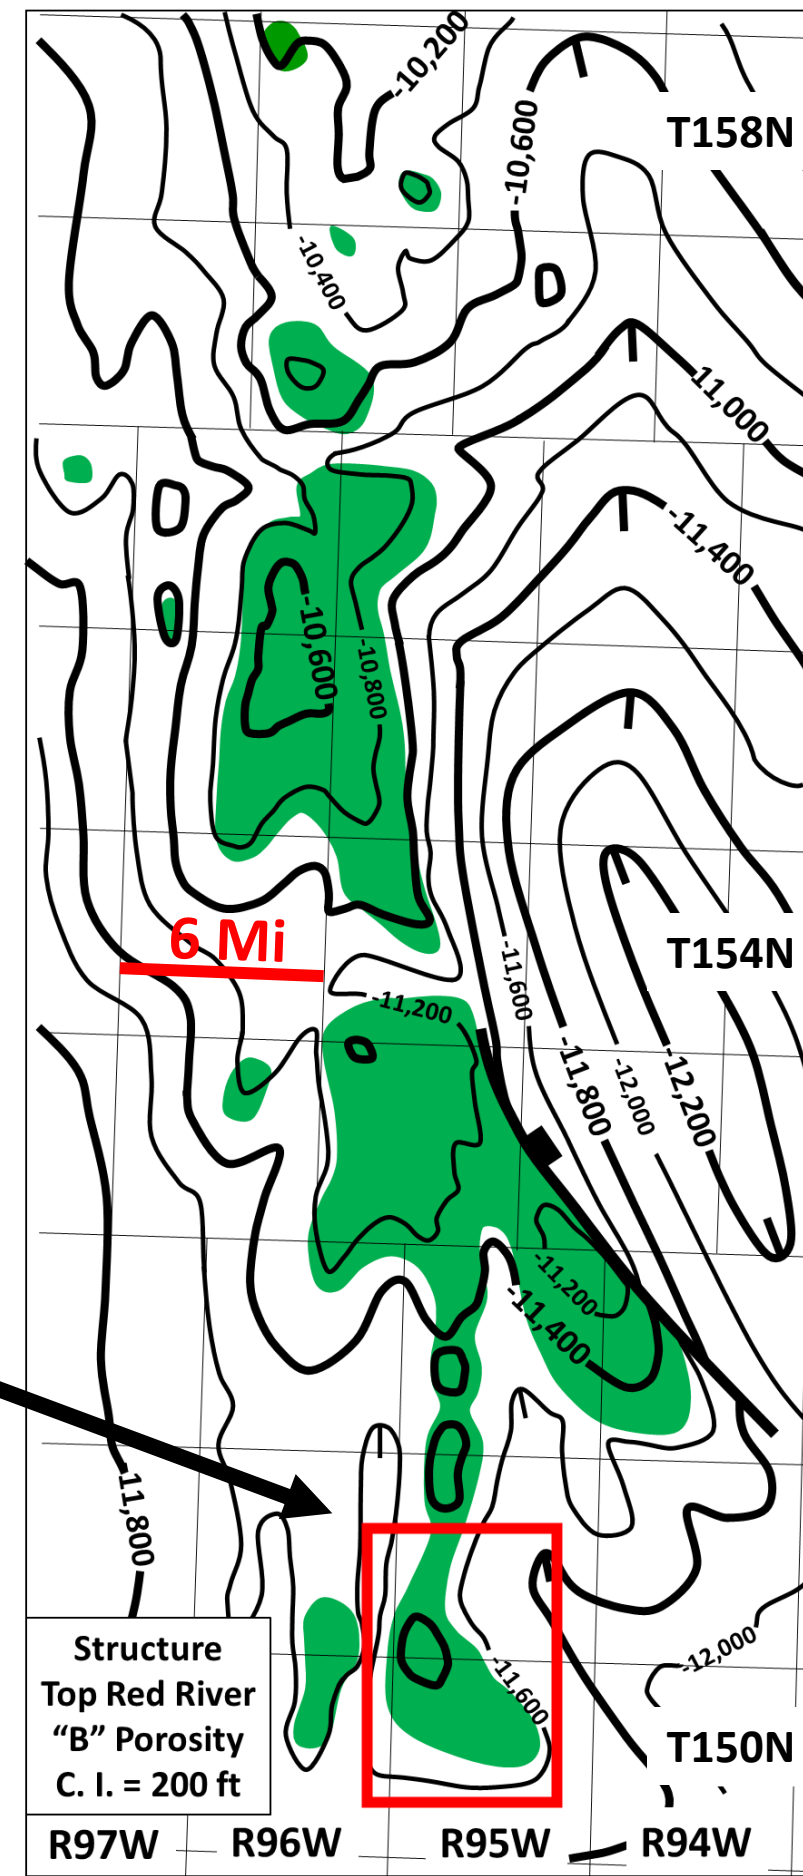 -10,200
T158N
-10,600
-10,400
-11,000
-11,400
-10,600
-10,800
6 Mi
T154N
-11,200
-11,600
-11,800
-12,000
-12,200
-11,200
-11,400
-11,800
-12,000
-11,600
Structure
Top Red River
“B” Porosity
C. I. = 200 ft
T150N
R97W R96W R95W R94W